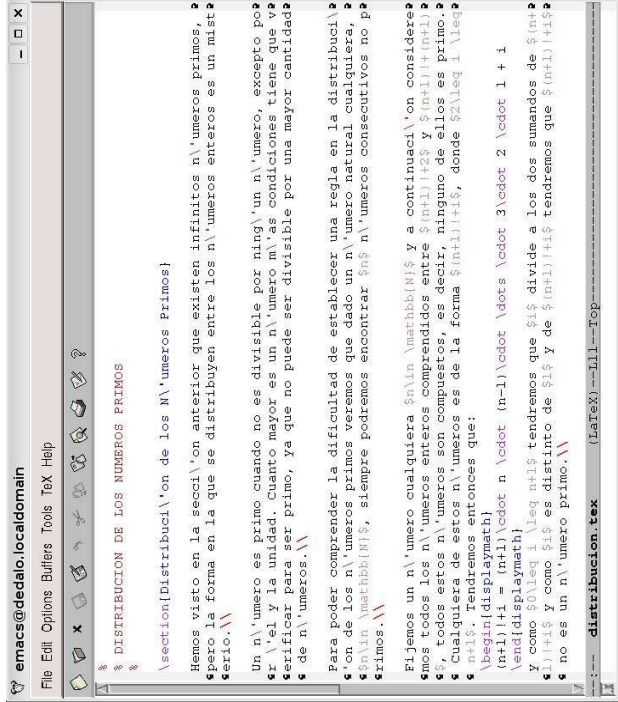 emacs@dedalo.localdomain
File Edit Options Buffers Tools TeX Help
%
% DISTRIBUCION DE LOS NUMEROS PRIMOS
%
\section{Distribuci\'on de los N\'umeros Primos}
Hemos visto en la secci\'on anterior que existen infinitos n\'umeros primos,
pero la forma en la que se distribuyen entre los n\'umeros enteros es un mist
erio.\\
Un n\'umero es primo cuando no es divisible por ning\'un n\'umero, excepto po
r \'el y la unidad. Cuanto mayor es un n\'umero m\'as condiciones tiene que v
erificar para ser primo, ya que no puede ser divisible por una mayor cantidad
 de n\'umeros.\\
Para poder comprender la dificultad de establecer una regla en la distribuci\
'on de los n\'umeros primos veremos que dado un n\'umero natural cualquiera,
$n\in \mathbb{N}$, siempre podremos encontrar $n$ n\'umeros consecutivos no p
rimos.\\
Fijemos un n\'umero cualquiera $n\in \mathbb{N}$ y a continuaci\'on considere
mos todos los n\'umeros enteros comprendidos entre $(n+1)!+2$ y $(n+1)!+(n+1)
$, todos estos n\'umeros son compuestos, es decir, ninguno de ellos es primo.
 Cualquiera de estos n\'umeros es de la forma $(n+1)!+i$, donde $2\leq i \leq
 n+1$. Tendremos entonces que:
\begin{displaymath}
(n+1)!+i = (n+1)\cdot n \cdot (n-1)\cdot \dots \cdot 3\cdot 2 \cdot 1 + i
\end{displaymath}
y como $0\leq i \leq n+1$ tendremos que $i$ divide a los dos sumandos de $(n+
1)!+i$ y como $i$ es distinto de $1$ y de $(n+1)!+i$ tendremos que $(n+1)!+i$
 no es un n\'umero primo.\\
--:-- distribucion.tex (LaTeX)--L11--Top--